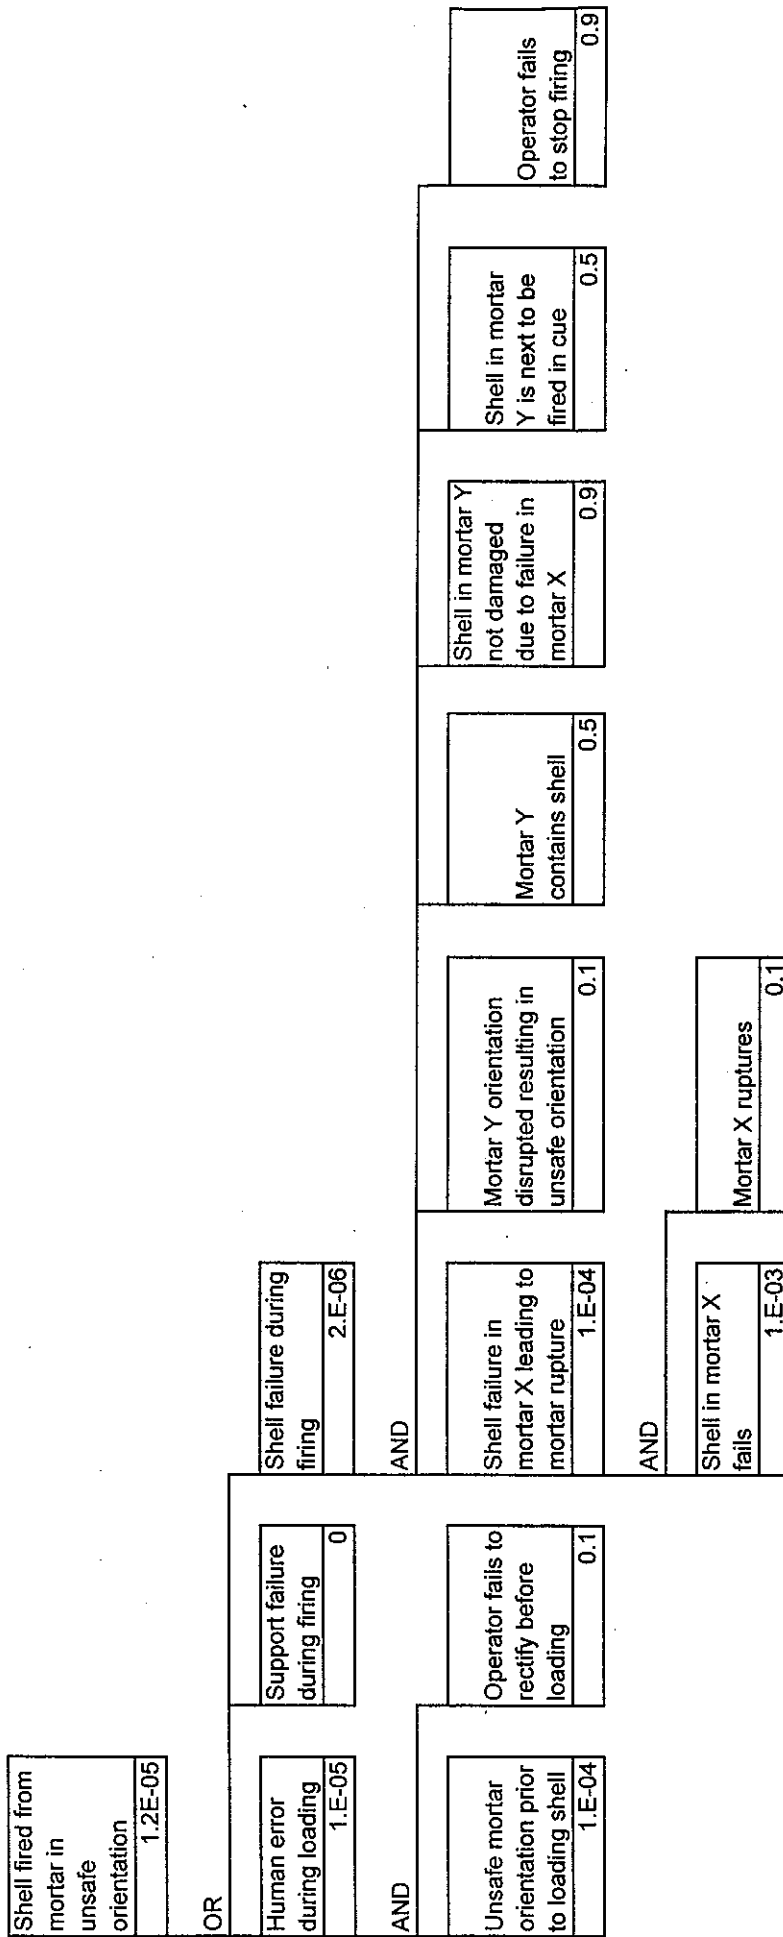 Shell fired from
mortar in
unsafe
orientation
1.2E-05
OR
Human error
during loading
1.E-05
Support failure
during firing
0
Shell failure during
firing
2.E-06
AND
Unsafe mortar
orientation prior
to loading shell
1.E-04
Operator fails to
rectify before
loading
0.1
AND
Shell failure in
mortar X leading to
mortar rupture
1.E-04
Mortar Y orientation
disrupted resulting in
unsafe orientation
0.1
Mortar Y
contains shell
0.5
Shell in mortar Y
not damaged
due to failure in
mortar X
0.9
Shell in mortar
Y is next to be
fired in cue
0.5
Operator fails
to stop firing
0.9
AND
Shell in mortar X
fails
1.E-03
Mortar X ruptures
0.1